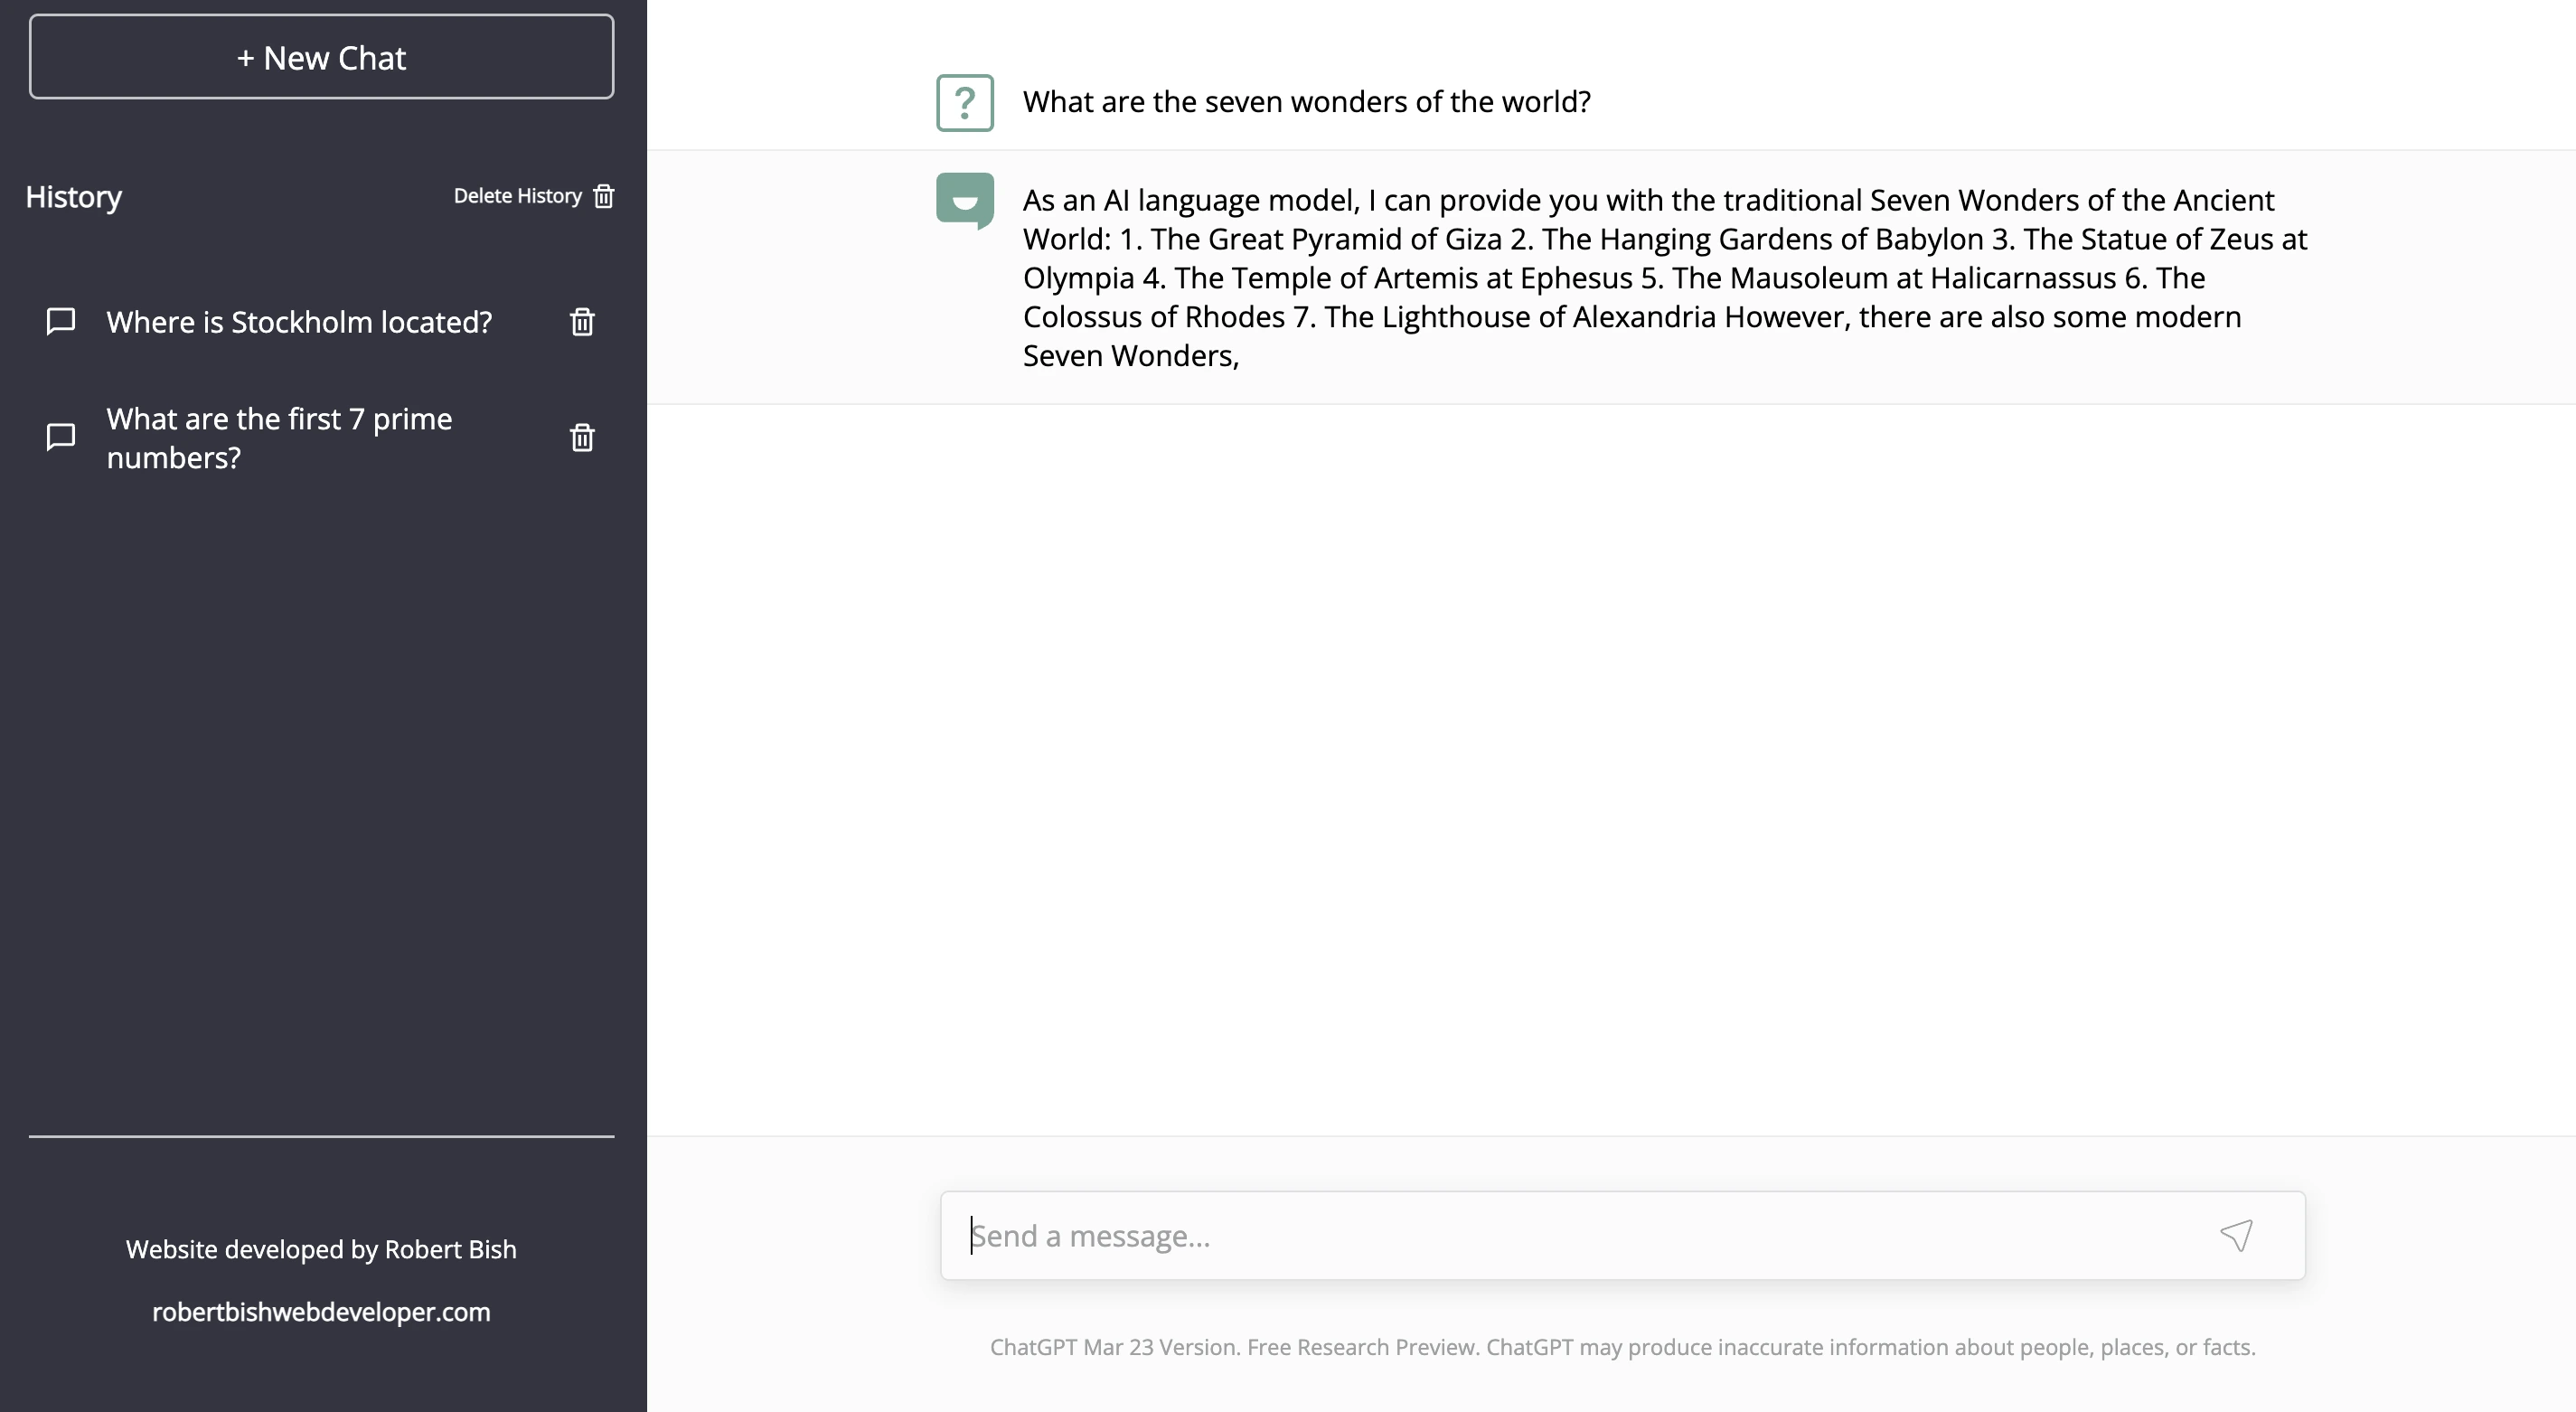 + New Chat
History
Delete History
Where is Stockholm located?
What are the first 7 prime
numbers?
Website developed by Robert Bish
robertbishwebdeveloper.com
?
What are the seven wonders of the world?
As an AI language model, I can provide you with the traditional Seven Wonders of the Ancient
World: 1. The Great Pyramid of Giza 2. The Hanging Gardens of Babylon 3. The Statue of Zeus at
Olympia 4. The Temple of Artemis at Ephesus 5. The Mausoleum at Halicarnassus 6. The
Colossus of Rhodes 7. The Lighthouse of Alexandria However, there are also some modern
Seven Wonders,
Send a message...
ChatGPT Mar 23 Version. Free Research Preview. ChatGPT may produce inaccurate information about people, places, or facts.